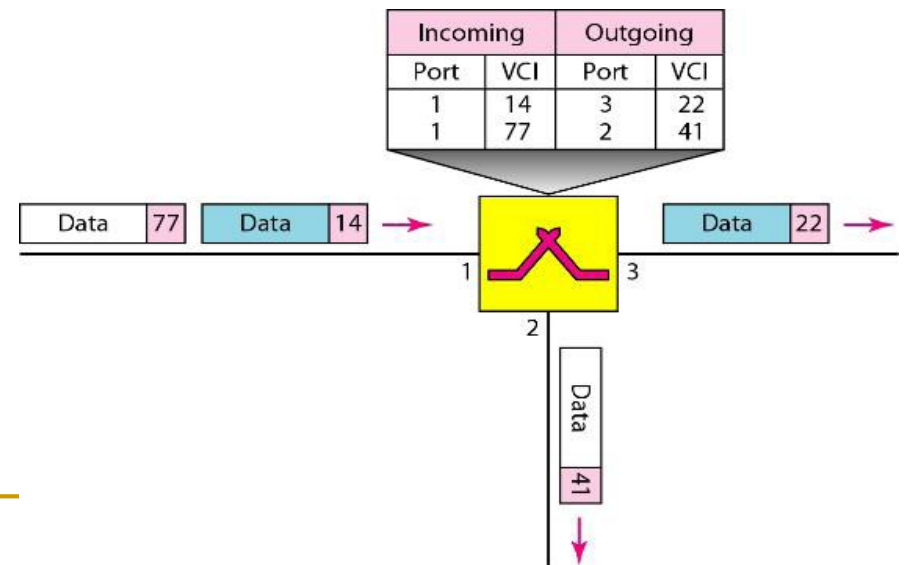 Incoming Outgoing
Port VCI Port VCI
1 14 3 22
1 77 2 41
Data 77 Data 14 Data 22
1 3
2
Data
41